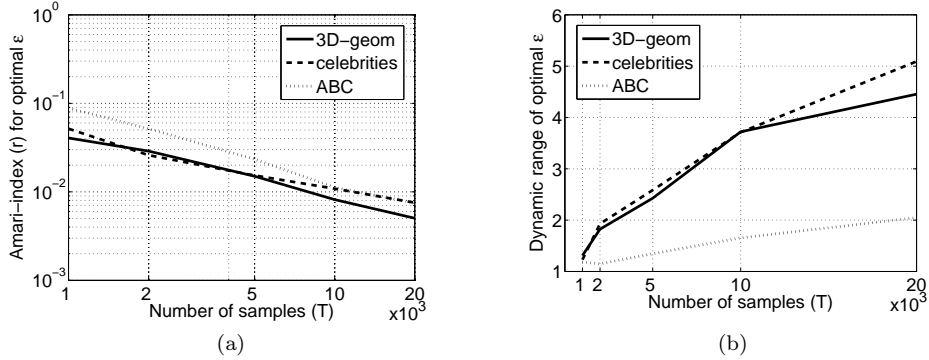 10^0
10^−1
10^−2
10^−3
Amari−index (r) for optimal ε
3D−geom
celebrities
ABC
1 2 5 10 20
Number of samples (T)
x10^3
(a)
6
5
4
3
2
1
Dynamic range of optimal ε
3D−geom
celebrities
ABC
1 2 5 10 20
Number of samples (T)
x10^3
(b)